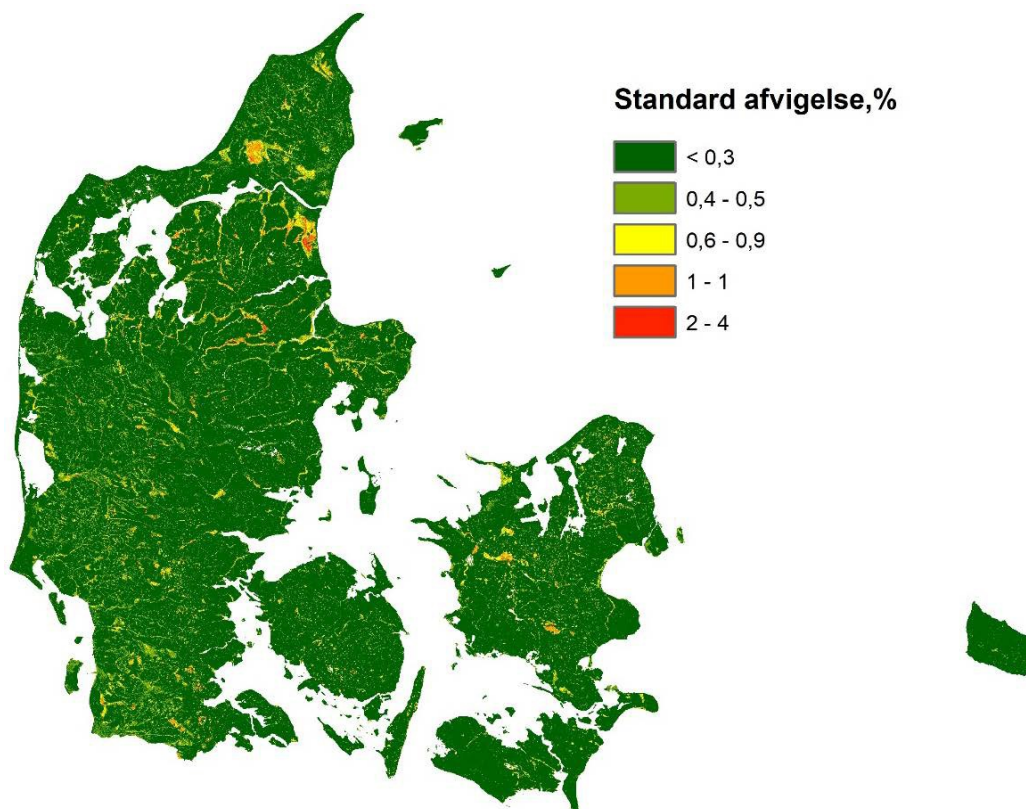 Standard afvigelse,%
< 0,3
0,4 - 0,5
0,6 - 0,9
1 - 1
2 - 4